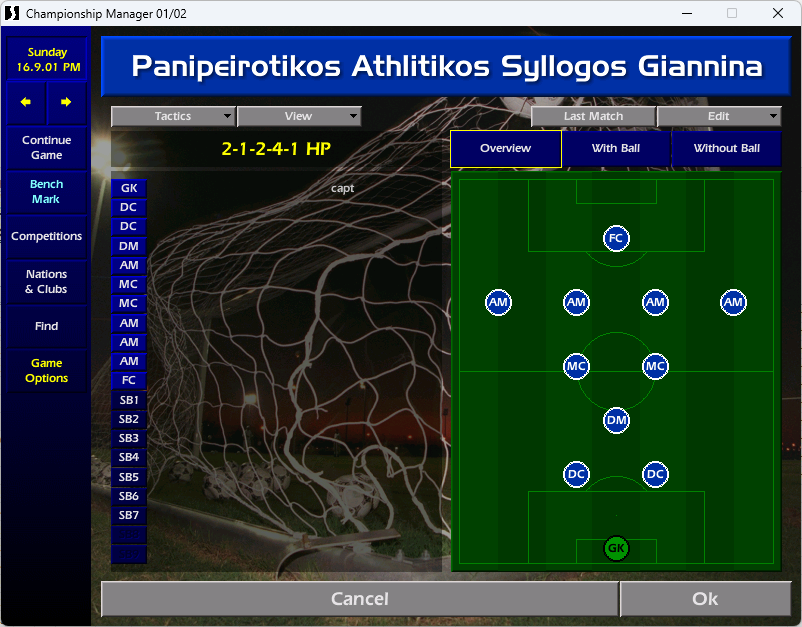 Championship Manager 01/02
Sunday
16.9.01 PM
Panipeirotikos Athlitikos Syllogos Giannina
Continue
Game
Bench
Mark
Competitions
Nations
& Clubs
Find
Game
Options
Tactics
View
Last Match
Edit
2-1-2-4-1 HP
Overview
With Ball
Without Ball
GK
capt
DC
DC
DM
AM
MC
MC
AM
AM
AM
FC
SB1
SB2
SB3
SB4
SB5
SB6
SB7
FC
AM AM AM AM
MC MC
DM
DC DC
GK
Cancel
Ok